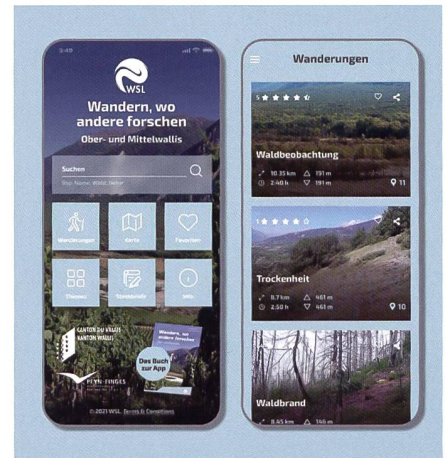 WSL
Wandern, wo
andere forschen
Ober- und Mittelwallis
Suchen
Wanderungen
Karte
Favoriten
Themen
Info
CANTON DU VALAIS
KANTON WALLIS
Wandern, wo
andere forschen
Das Buch
zur App
PFYN-FINGES
© 2021 WSL. Terms & Conditions
Wanderungen
5
Waldbeobachtung
10.35 km 191 m
2.40 h 191 m
11
Trockenheit
8.7 km 461 m
2.50 h 461 m
10
Waldbrand
8.45 km 146 m